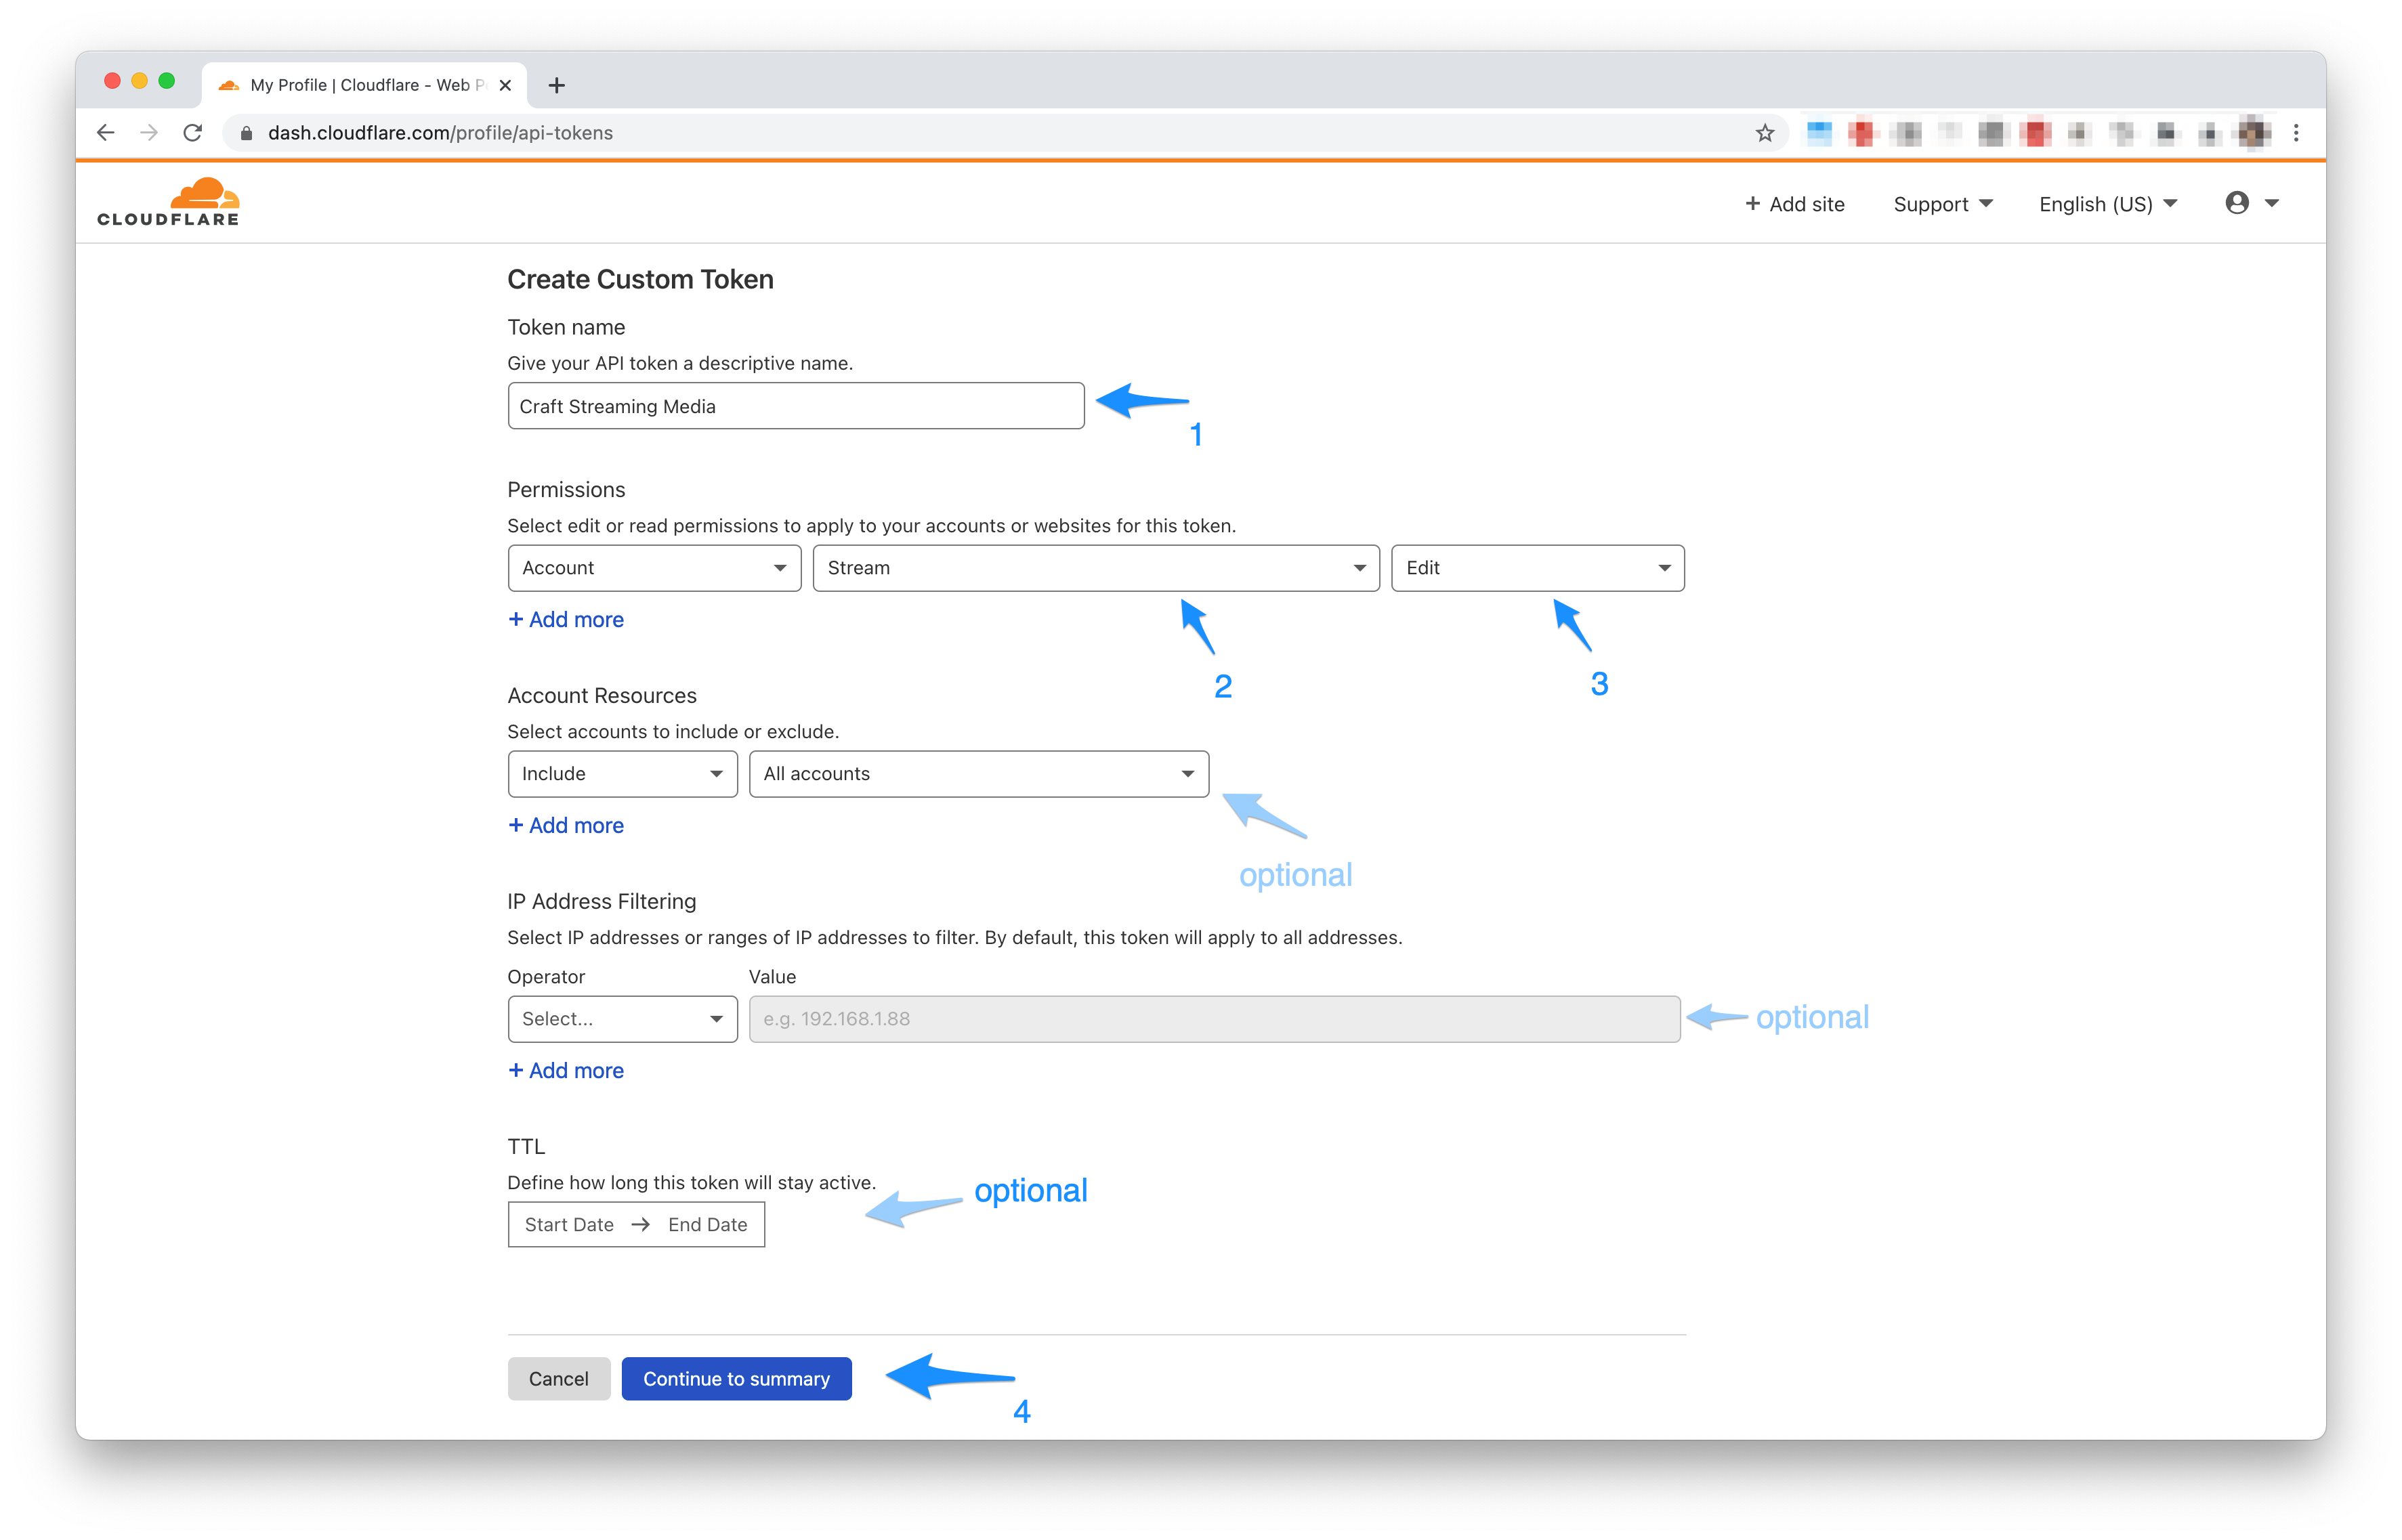 My Profile | Cloudflare - Web P
dash.cloudflare.com/profile/api-tokens
CLOUDFLARE
+ Add site Support English (US)
Create Custom Token
Token name
Give your API token a descriptive name.
Craft Streaming Media
1
Permissions
Select edit or read permissions to apply to your accounts or websites for this token.
Account Stream Edit
+ Add more
2 3
Account Resources
Select accounts to include or exclude.
Include All accounts
+ Add more
optional
IP Address Filtering
Select IP addresses or ranges of IP addresses to filter. By default, this token will apply to all addresses.
Operator Value
Select... e.g. 192.168.1.88 optional
+ Add more
TTL
Define how long this token will stay active.
optional
Start Date → End Date
Cancel Continue to summary
4